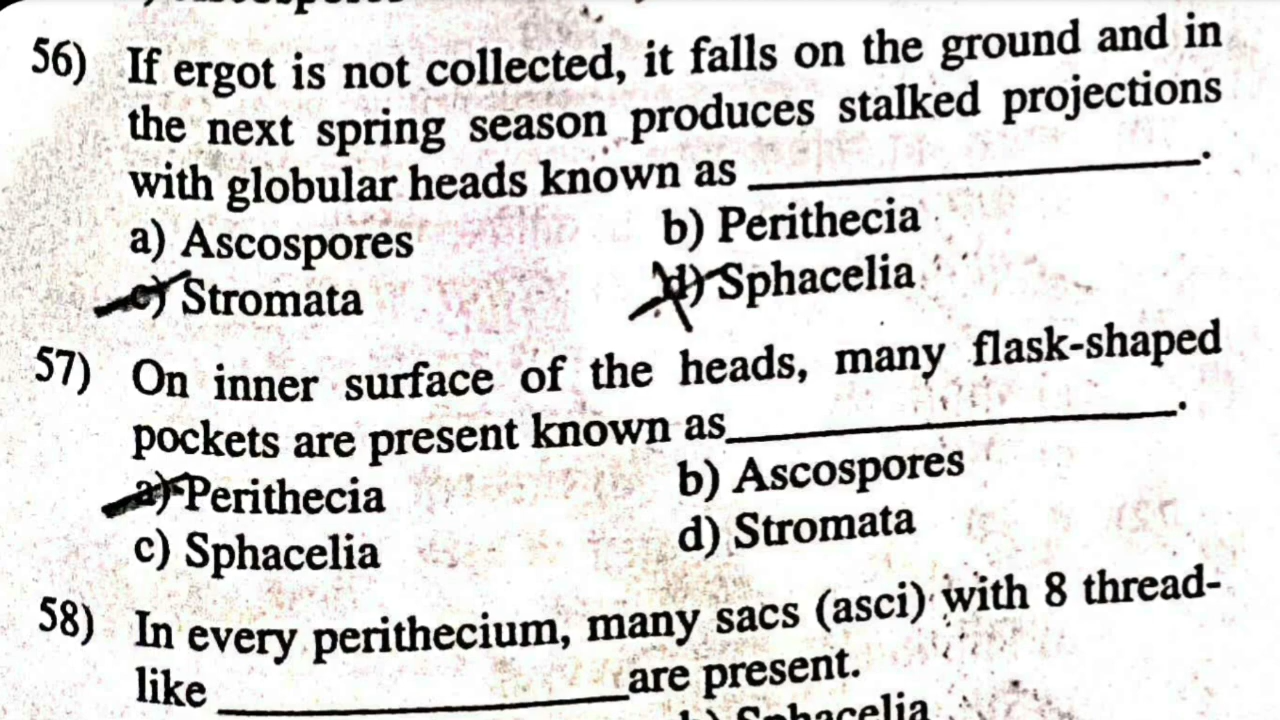 56) If ergot is not collected, it falls on the ground and in
the next spring season produces stalked projections
with globular heads known as ____________.
a) Ascospores b) Perithecia
c) Stromata d) Sphacelia
57) On inner surface of the heads, many flask-shaped
pockets are present known as ____________.
a) Perithecia b) Ascospores
c) Sphacelia d) Stromata
58) In every perithecium, many sacs (asci) with 8 thread-
like ____________ are present.
b) Sphacelia